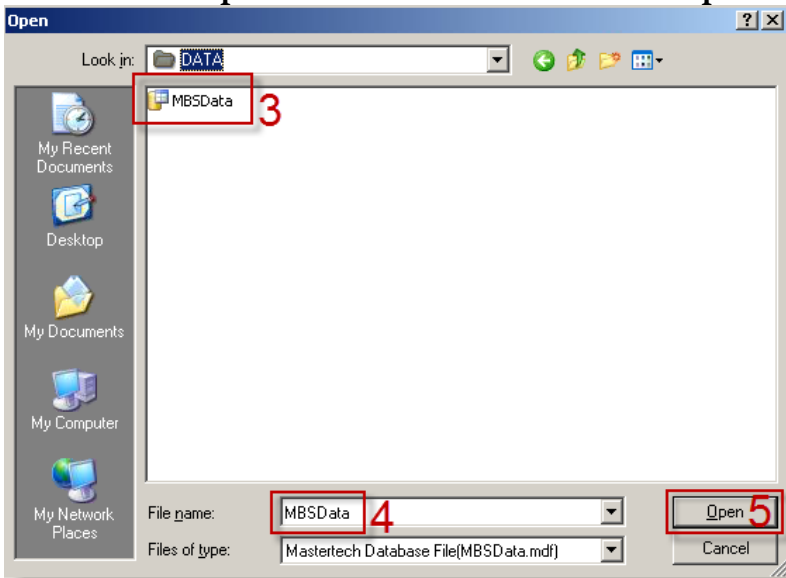 Open
Look in: DATA
MBSData 3
My Recent
Documents
Desktop
My Documents
My Computer
My Network
Places
File name: MBSData 4
Open 5
Files of type: Mastertech Database File(MBSData.mdf)
Cancel